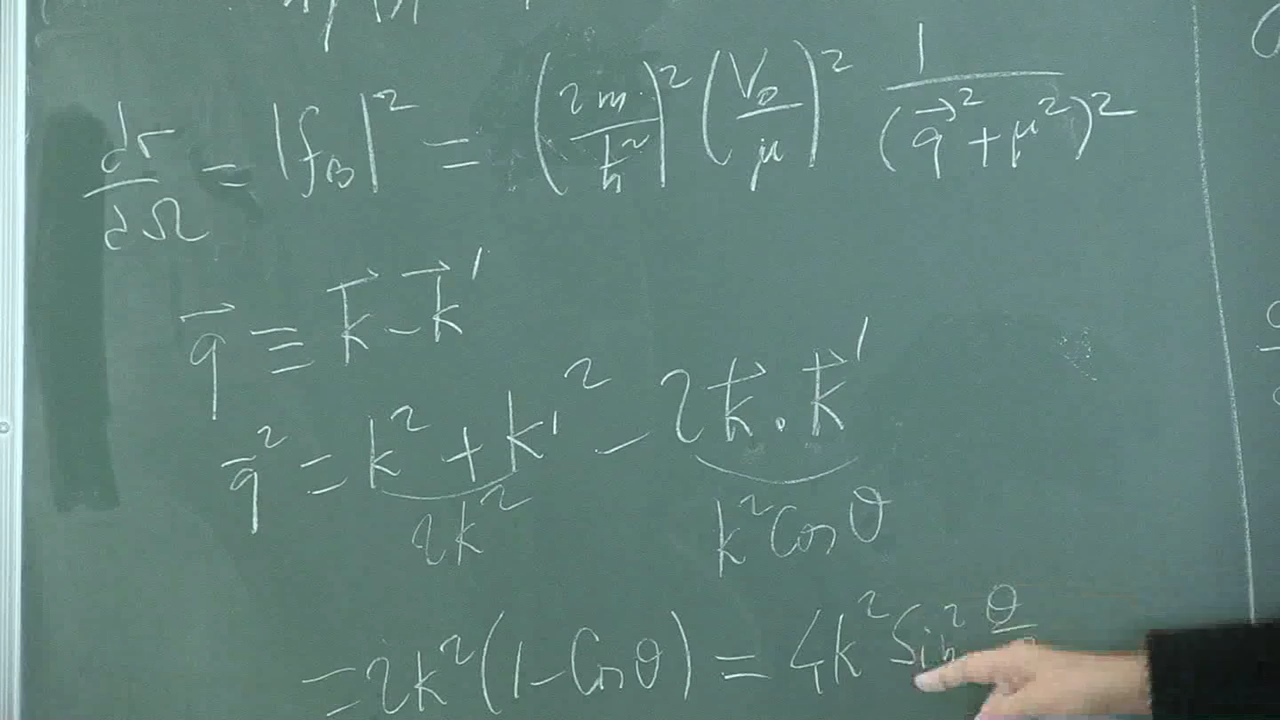 dσ/dΩ = |f_B|² = (2m/ħ²)² (V₀/μ)² 1/(q⃗² + μ²)²
q⃗ ≡ k⃗ − k⃗′
q⃗² = k² + k′² − 2k⃗ · k⃗′
2k² k² Cos θ
= 2k² (1 − Cos θ) = 4k² Sin² θ